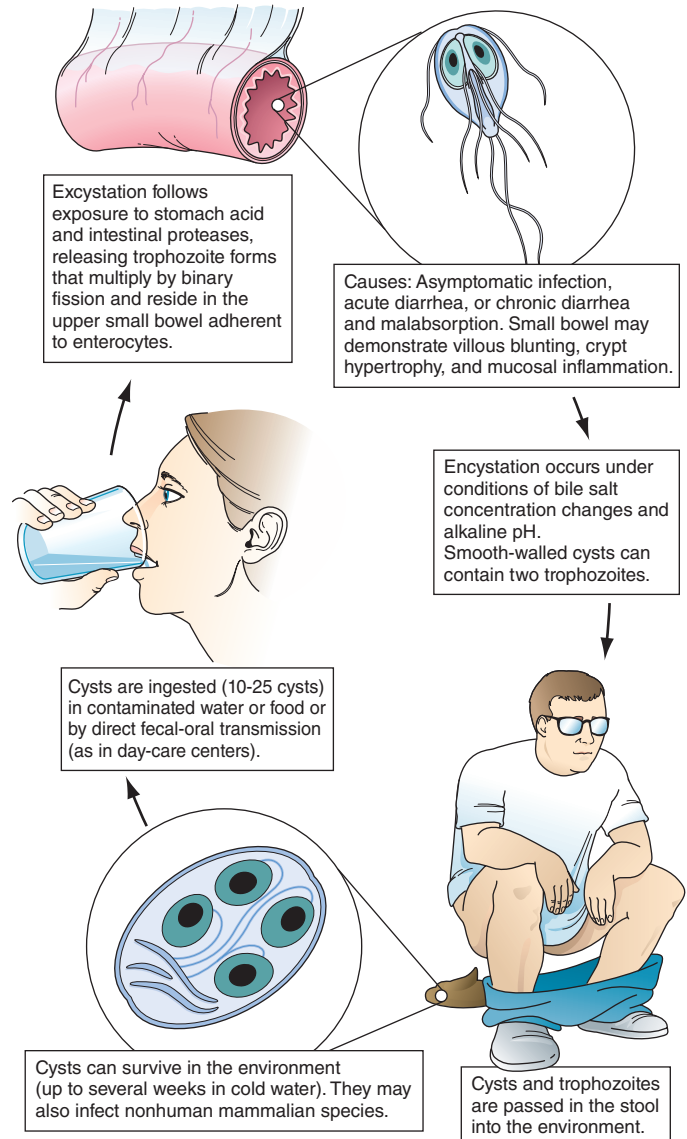 Excystation follows
exposure to stomach acid
and intestinal proteases,
releasing trophozoite forms
that multiply by binary
fission and reside in the
upper small bowel adherent
to enterocytes.
Causes: Asymptomatic infection,
acute diarrhea, or chronic diarrhea
and malabsorption. Small bowel may
demonstrate villous blunting, crypt
hypertrophy, and mucosal inflammation.
Encystation occurs under
conditions of bile salt
concentration changes and
alkaline pH.
Smooth-walled cysts can
contain two trophozoites.
Cysts are ingested (10-25 cysts)
in contaminated water or food or
by direct fecal-oral transmission
(as in day-care centers).
Cysts can survive in the environment
(up to several weeks in cold water). They may
also infect nonhuman mammalian species.
Cysts and trophozoites
are passed in the stool
into the environment.